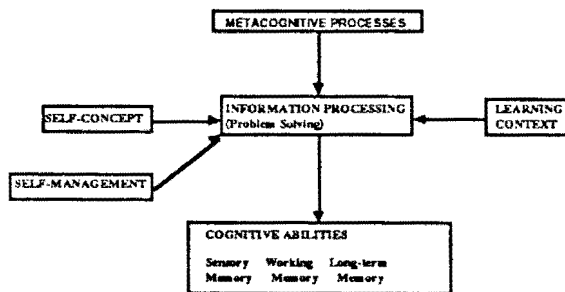 METACOGNITIVE PROCESSES
INFORMATION PROCESSING
(Problem Solving)
SELF-CONCEPT
LEARNING
CONTEXT
SELF-MANAGEMENT
COGNITIVE ABILITIES
Sensory Working Long-term
Memory Memory Memory